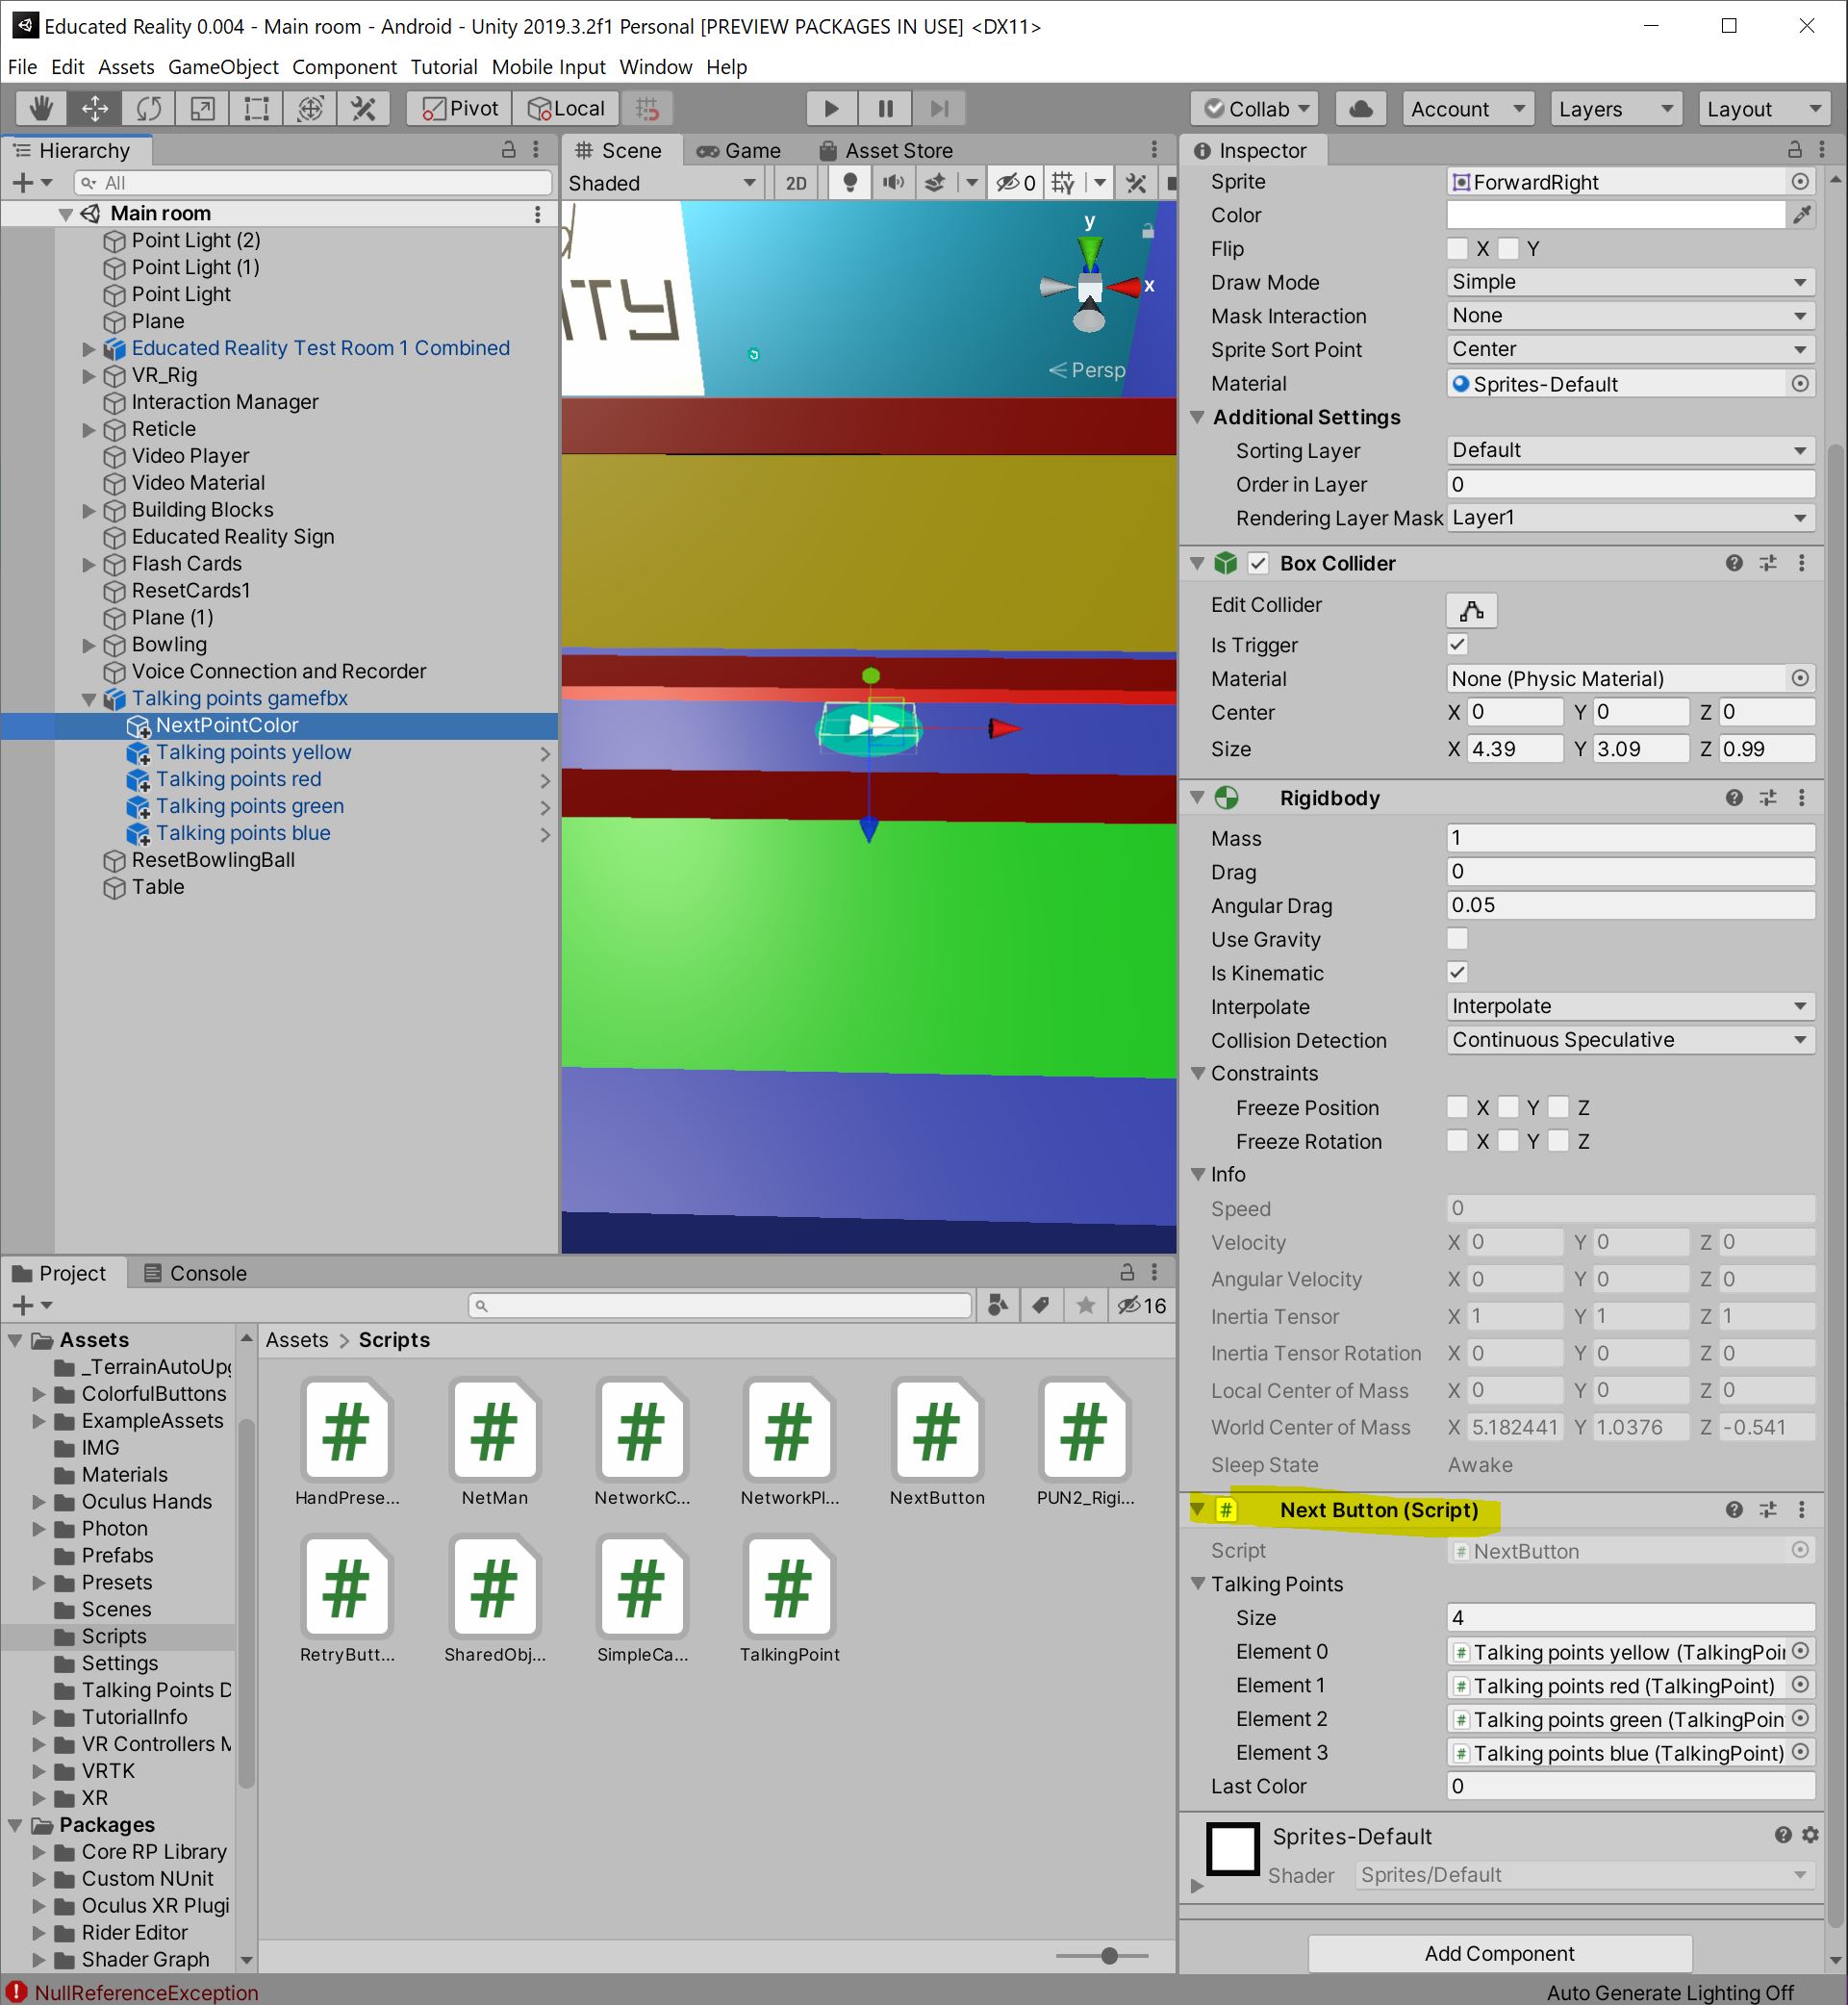 Educated Reality 0.004 - Main room - Android - Unity 2019.3.2f1 Personal [PREVIEW PACKAGES IN USE] <DX11>
File Edit Assets GameObject Component Tutorial Mobile Input Window Help
Pivot Local Collab Account Layers Layout
Hierarchy
All
Main room
Point Light (2)
Point Light (1)
Point Light
Plane
Educated Reality Test Room 1 Combined
VR_Rig
Interaction Manager
Reticle
Video Player
Video Material
Building Blocks
Educated Reality Sign
Flash Cards
ResetCards1
Plane (1)
Bowling
Voice Connection and Recorder
Talking points gamefbx
NextPointColor
Talking points yellow
Talking points red
Talking points green
Talking points blue
ResetBowlingBall
Table
Scene Game Asset Store
Shaded 2D 0
y
x
ITY
Persp
Inspector
Sprite ForwardRight
Color
Flip X Y
Draw Mode Simple
Mask Interaction None
Sprite Sort Point Center
Material Sprites-Default
Additional Settings
Sorting Layer Default
Order in Layer 0
Rendering Layer Mask Layer1
Box Collider
Edit Collider
Is Trigger
Material None (Physic Material)
Center X 0 Y 0 Z 0
Size X 4.39 Y 3.09 Z 0.99
Rigidbody
Mass 1
Drag 0
Angular Drag 0.05
Use Gravity
Is Kinematic
Interpolate Interpolate
Collision Detection Continuous Speculative
Constraints
Freeze Position X Y Z
Freeze Rotation X Y Z
Info
Speed 0
Velocity X 0 Y 0 Z 0
Angular Velocity X 0 Y 0 Z 0
Inertia Tensor X 1 Y 1 Z 1
Inertia Tensor Rotation X 0 Y 0 Z 0
Local Center of Mass X 0 Y 0 Z 0
World Center of Mass X 5.182441 Y 1.0376 Z -0.541
Sleep State Awake
# Next Button (Script)
Script # NextButton
Talking Points
Size 4
Element 0 # Talking points yellow (TalkingPoi
Element 1 # Talking points red (TalkingPoint)
Element 2 # Talking points green (TalkingPoin
Element 3 # Talking points blue (TalkingPoint)
Last Color 0
Sprites-Default
Shader Sprites/Default
Add Component
Project Console
16
Assets
_TerrainAutoUp
ColorfulButtons
ExampleAssets
IMG
Materials
Oculus Hands
Photon
Prefabs
Presets
Scenes
Scripts
Settings
Talking Points D
TutorialInfo
VR Controllers M
VRTK
XR
Packages
Core RP Library
Custom NUnit
Oculus XR Plugi
Rider Editor
Shader Graph
Assets > Scripts
# # # # # #
HandPrese... NetMan NetworkC... NetworkPl... NextButton PUN2_Rigi...
# # # #
RetryButt... SharedObj... SimpleCa... TalkingPoint
NullReferenceException
Auto Generate Lighting Off